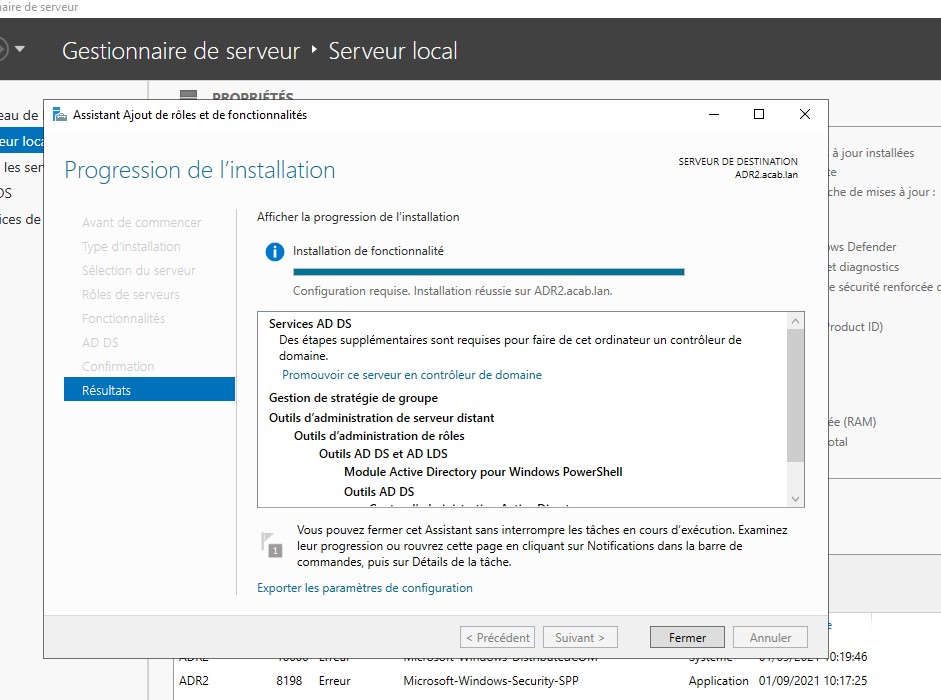 naire de serveur
Gestionnaire de serveur ‣ Serveur local
PROPRIÉTÉS
eau de
eur loca
les ser
DS
ices de
Assistant Ajout de rôles et de fonctionnalités
Progression de l'installation
SERVEUR DE DESTINATION
ADR2.acab.lan
Avant de commencer
Type d'installation
Sélection du serveur
Rôles de serveurs
Fonctionnalités
AD DS
Confirmation
Résultats
Afficher la progression de l'installation
Installation de fonctionnalité
Configuration requise. Installation réussie sur ADR2.acab.lan.
Services AD DS
Des étapes supplémentaires sont requises pour faire de cet ordinateur un contrôleur de
domaine.
Promouvoir ce serveur en contrôleur de domaine
Gestion de stratégie de groupe
Outils d'administration de serveur distant
Outils d'administration de rôles
Outils AD DS et AD LDS
Module Active Directory pour Windows PowerShell
Outils AD DS
1
Vous pouvez fermer cet Assistant sans interrompre les tâches en cours d'exécution. Examinez
leur progression ou rouvrez cette page en cliquant sur Notifications dans la barre de
commandes, puis sur Détails de la tâche.
Exporter les paramètres de configuration
< Précédent
Suivant >
Fermer
Annuler
à jour installées
te
che de mises à jour :
ows Defender
et diagnostics
e sécurité renforcée
Product ID)
ée (RAM)
total
ADR2 Erreur Microsoft-Windows-DistributedCOM Système 01/09/2021 10:19:46
ADR2 8198 Erreur Microsoft-Windows-Security-SPP Application 01/09/2021 10:17:25